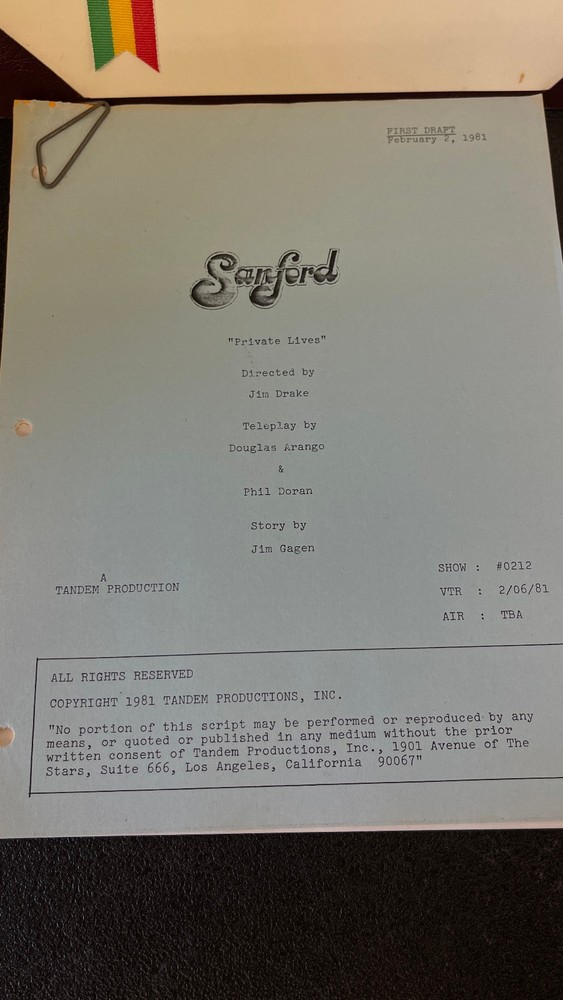 FIRST DRAFT
February 2, 1981
Sanford
"Private Lives"
Directed by
Jim Drake
Teleplay by
Douglas Arango
&
Phil Doran
Story by
Jim Gagen
A
TANDEM PRODUCTION
SHOW : #0212
VTR : 2/06/81
AIR : TBA
ALL RIGHTS RESERVED
COPYRIGHT 1981 TANDEM PRODUCTIONS, INC.
"No portion of this script may be performed or reproduced by any
means, or quoted or published in any medium without the prior
written consent of Tandem Productions, Inc., 1901 Avenue of The
Stars, Suite 666, Los Angeles, California 90067"